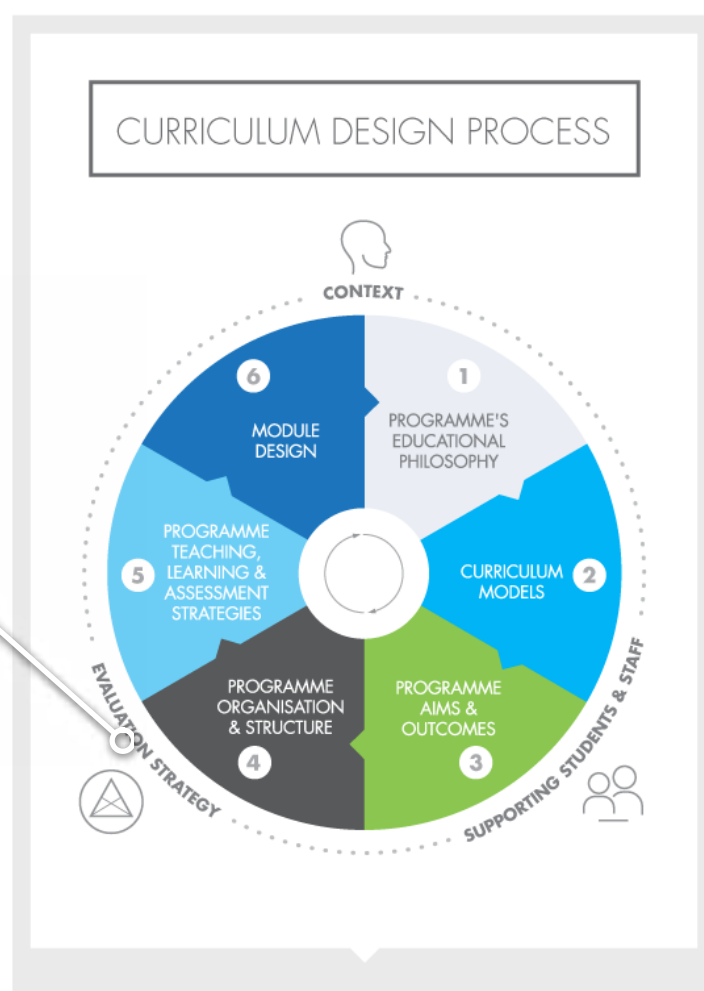 CURRICULUM DESIGN PROCESS
CONTEXT
1
PROGRAMME'S
EDUCATIONAL
PHILOSOPHY
2
CURRICULUM
MODELS
3
PROGRAMME
AIMS &
OUTCOMES
4
PROGRAMME
ORGANISATION
& STRUCTURE
5
PROGRAMME
TEACHING,
LEARNING &
ASSESSMENT
STRATEGIES
6
MODULE
DESIGN
SUPPORTING STUDENTS & STAFF
EVALUATION STRATEGY